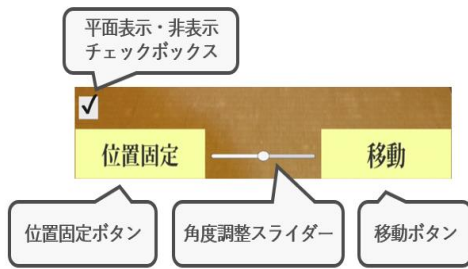 平面表示・非表示
チェックボックス
位置固定
移動
位置固定ボタン
角度調整スライダー
移動ボタン